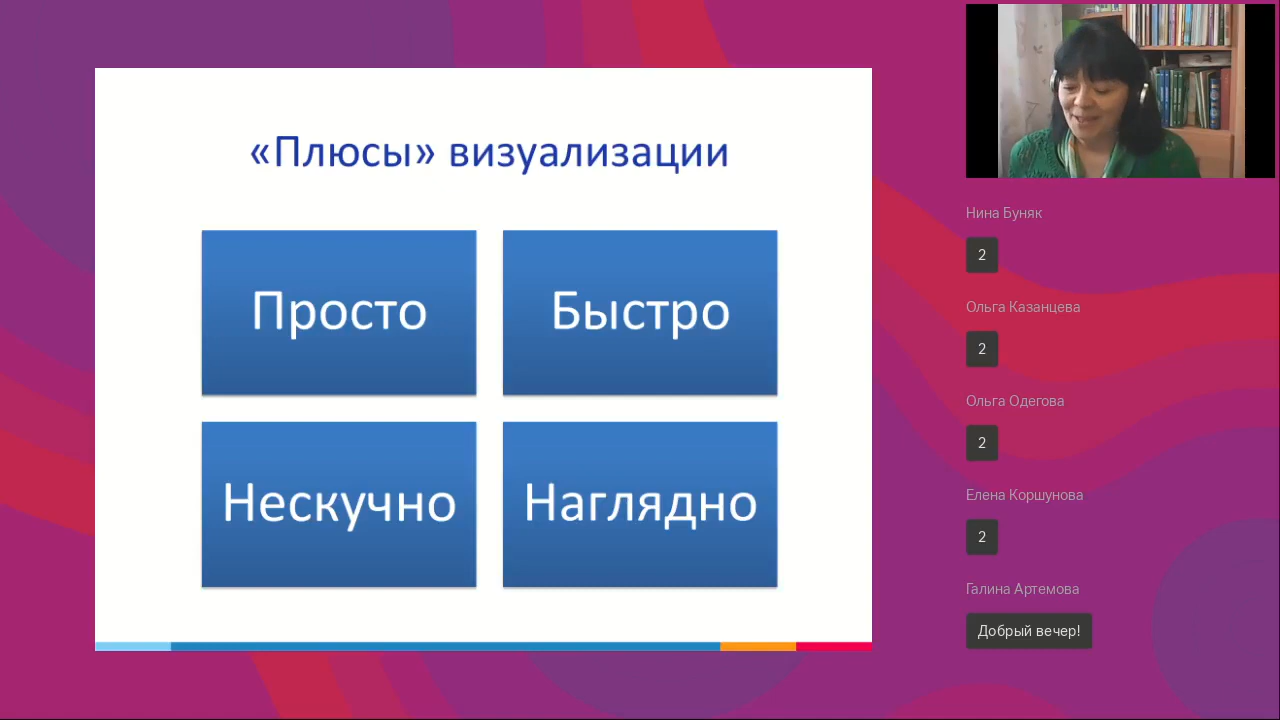 «Плюсы» визуализации
Просто
Быстро
Нескучно
Наглядно
Нина Буняк
2
Ольга Казанцева
2
Ольга Одегова
2
Елена Коршунова
2
Галина Артемова
Добрый вечер!